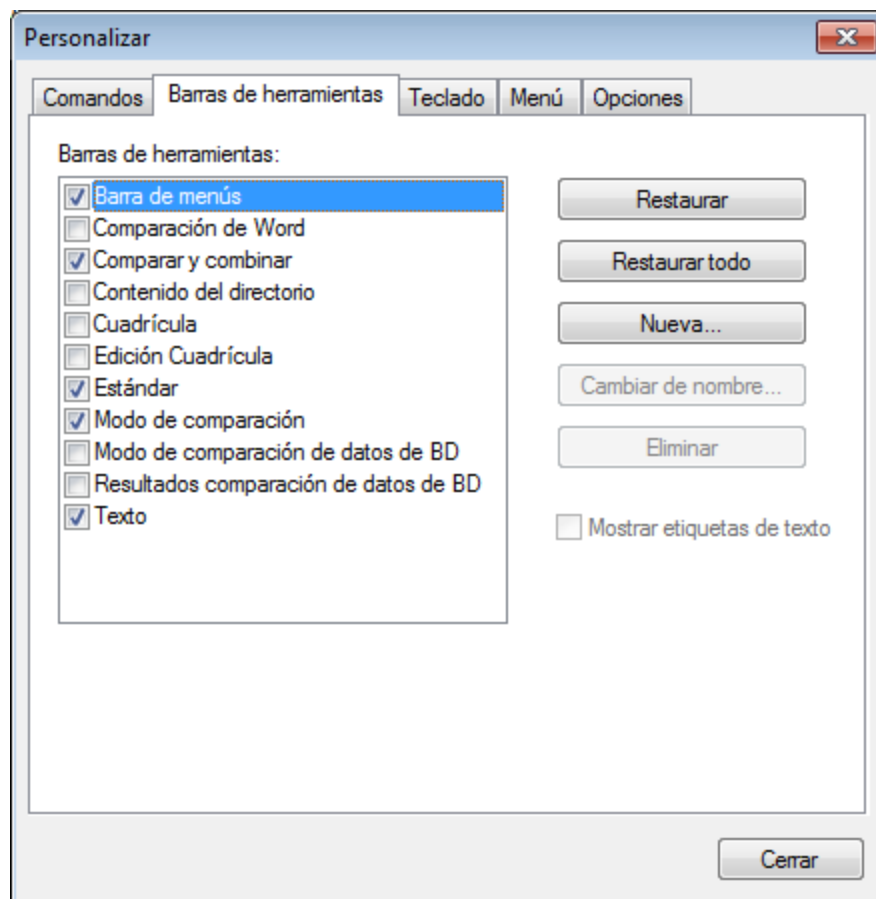 Personalizar
Comandos Barras de herramientas Teclado Menú Opciones
Barras de herramientas:
Barra de menús
Comparación de Word
Comparar y combinar
Contenido del directorio
Cuadrícula
Edición Cuadrícula
Estándar
Modo de comparación
Modo de comparación de datos de BD
Resultados comparación de datos de BD
Texto
Restaurar
Restaurar todo
Nueva...
Cambiar de nombre...
Eliminar
Mostrar etiquetas de texto
Cerrar